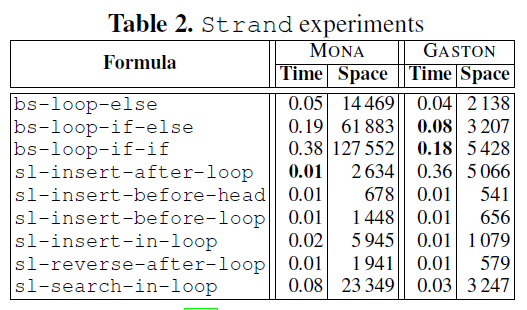 Table 2. Strand experiments
Formula MONA GASTON
Time Space Time Space
bs-loop-else 0.05 14 469 0.04 2 138
bs-loop-if-else 0.19 61 883 0.08 3 207
bs-loop-if-if 0.38 127 552 0.18 5 428
sl-insert-after-loop 0.01 2 634 0.36 5 066
sl-insert-before-head 0.01 678 0.01 541
sl-insert-before-loop 0.01 1 448 0.01 656
sl-insert-in-loop 0.02 5 945 0.01 1 079
sl-reverse-after-loop 0.01 1 941 0.01 579
sl-search-in-loop 0.08 23 349 0.03 3 247